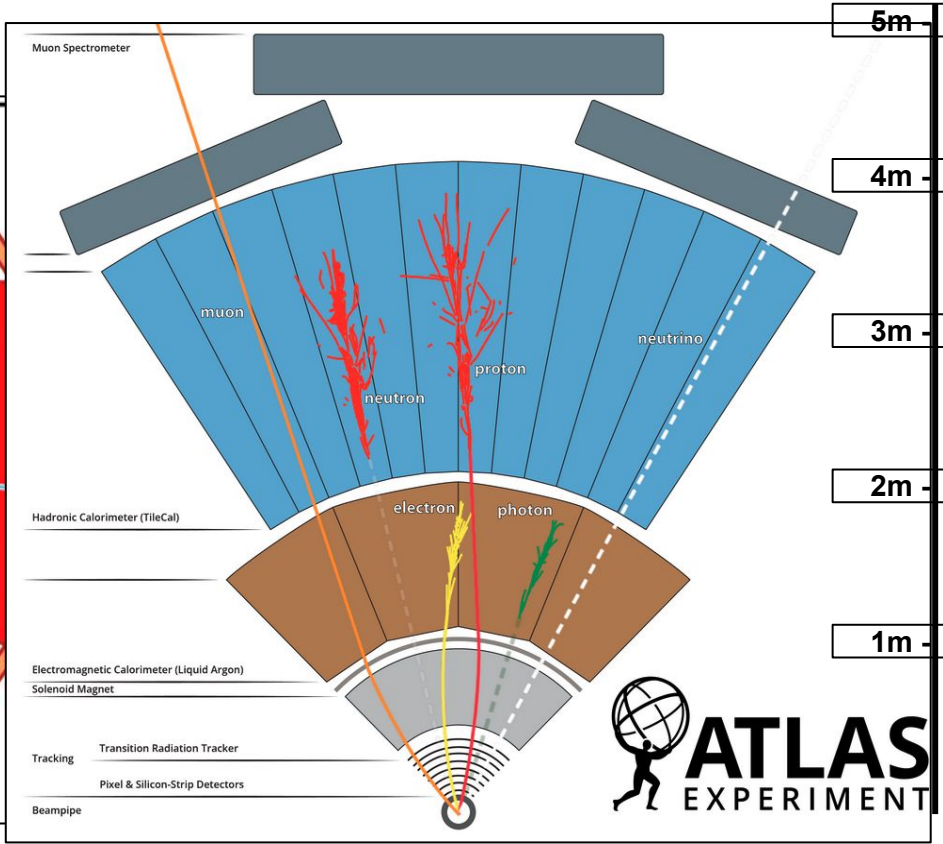 5m
Muon Spectrometer
4m
muon
3m
neutrino
proton
neutron
2m
electron
photon
Hadronic Calorimeter (TileCal)
1m
Electromagnetic Calorimeter (Liquid Argon)
Solenoid Magnet
ATLAS
EXPERIMENT
Transition Radiation Tracker
Tracking
Pixel & Silicon-Strip Detectors
Beampipe